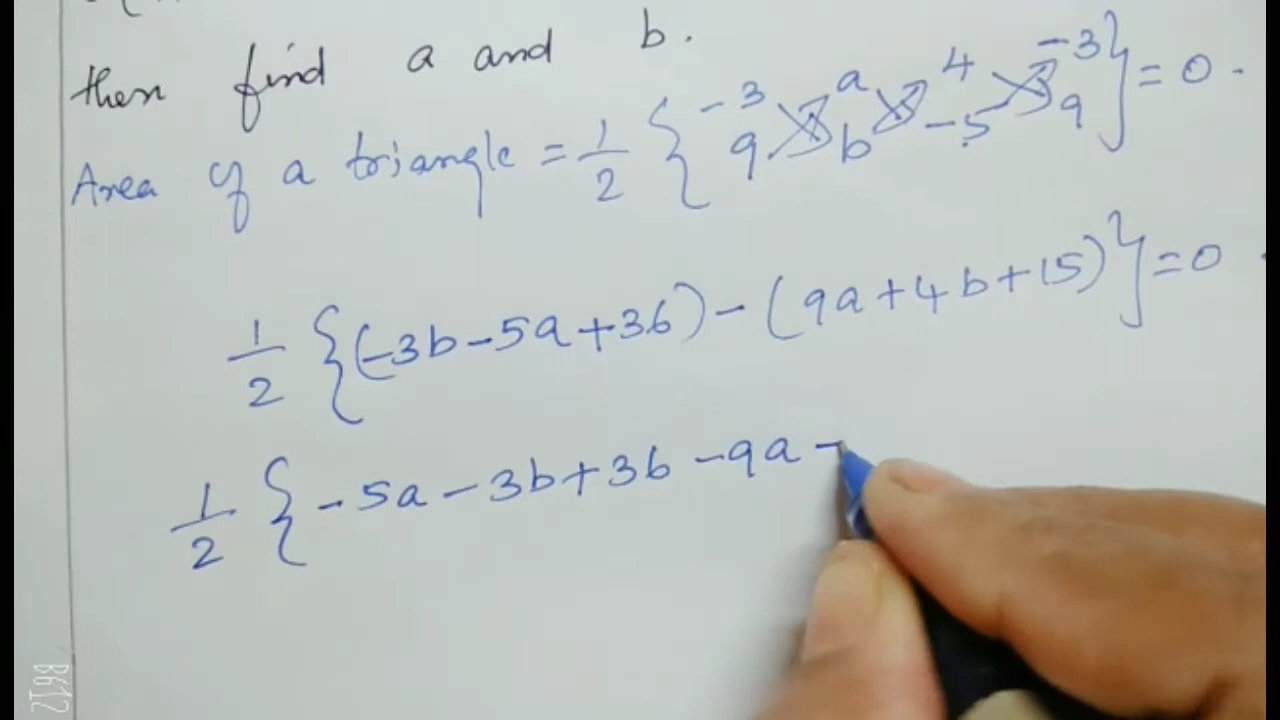 then find a and b.
Area of a triangle = 1/2 { -3 a 4 -3
9 b -5 9 } = 0.
1/2 {(-3b-5a+36)-(9a+4b+15)} = 0.
1/2 { -5a-3b+36-9a-
B612